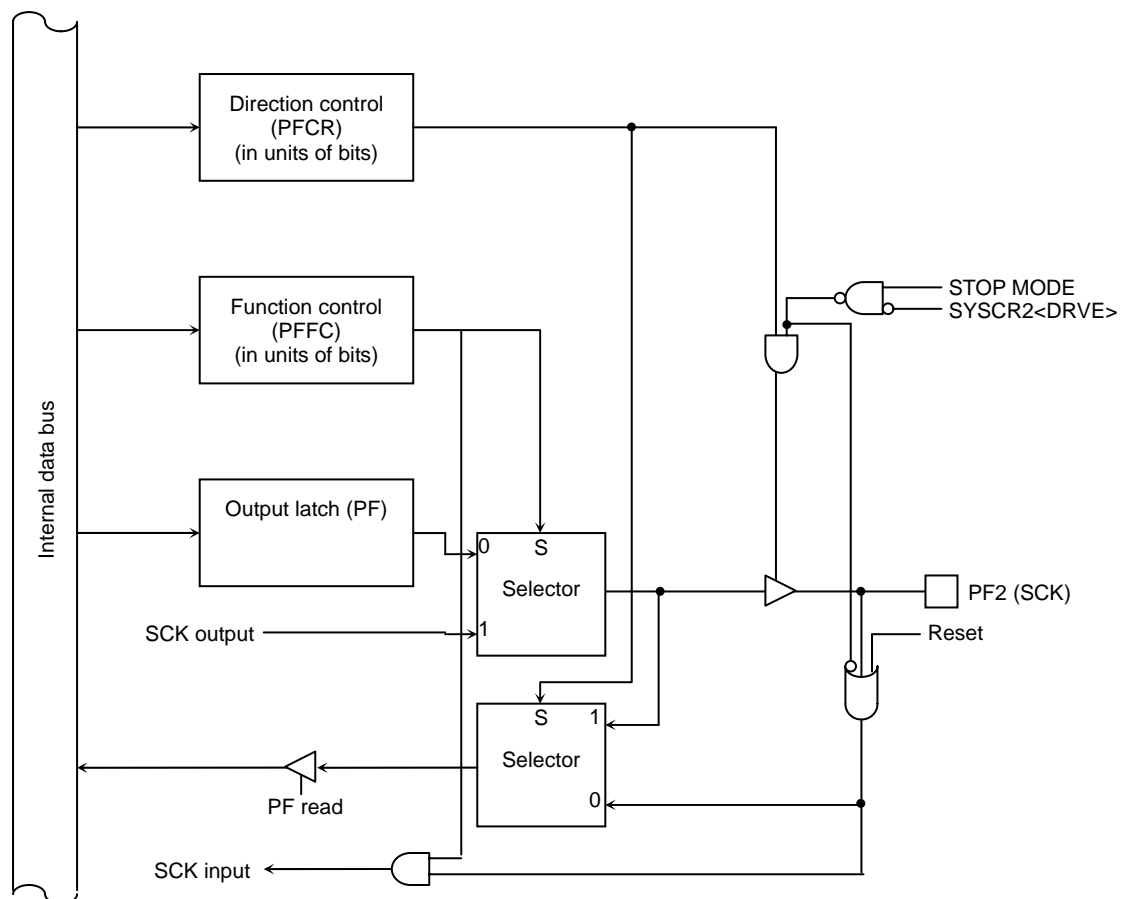 Direction control
(PFCR)
(in units of bits)
STOP MODE
SYSCR2<DRVE>
Function control
(PFFC)
(in units of bits)
Internal data bus
Output latch (PF)
0
S
Selector
PF2 (SCK)
SCK output
1
Reset
S
1
Selector
0
PF read
SCK input